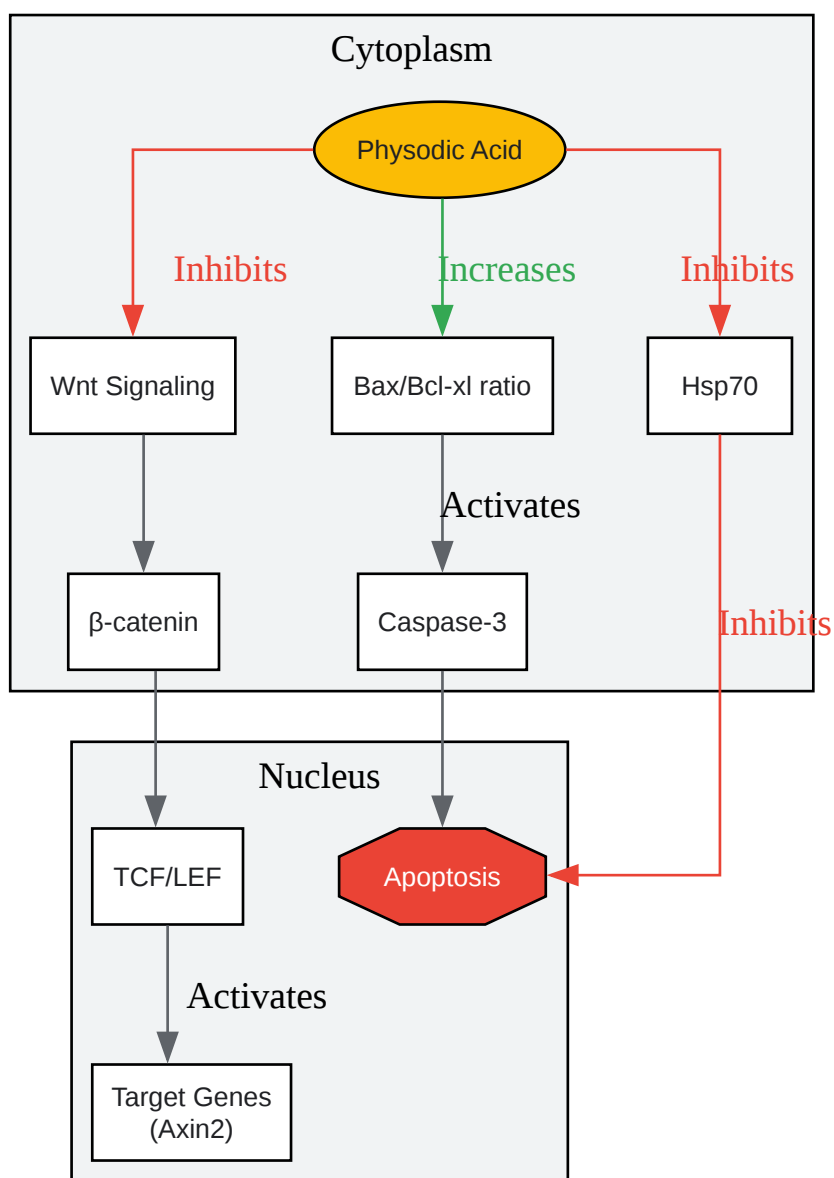 Cytoplasm
Physodic Acid
Inhibits
Increases
Inhibits
Wnt Signaling
Bax/Bcl-xl ratio
Hsp70
Activates
β-catenin
Caspase-3
Inhibits
Nucleus
TCF/LEF
Apoptosis
Activates
Target Genes
(Axin2)